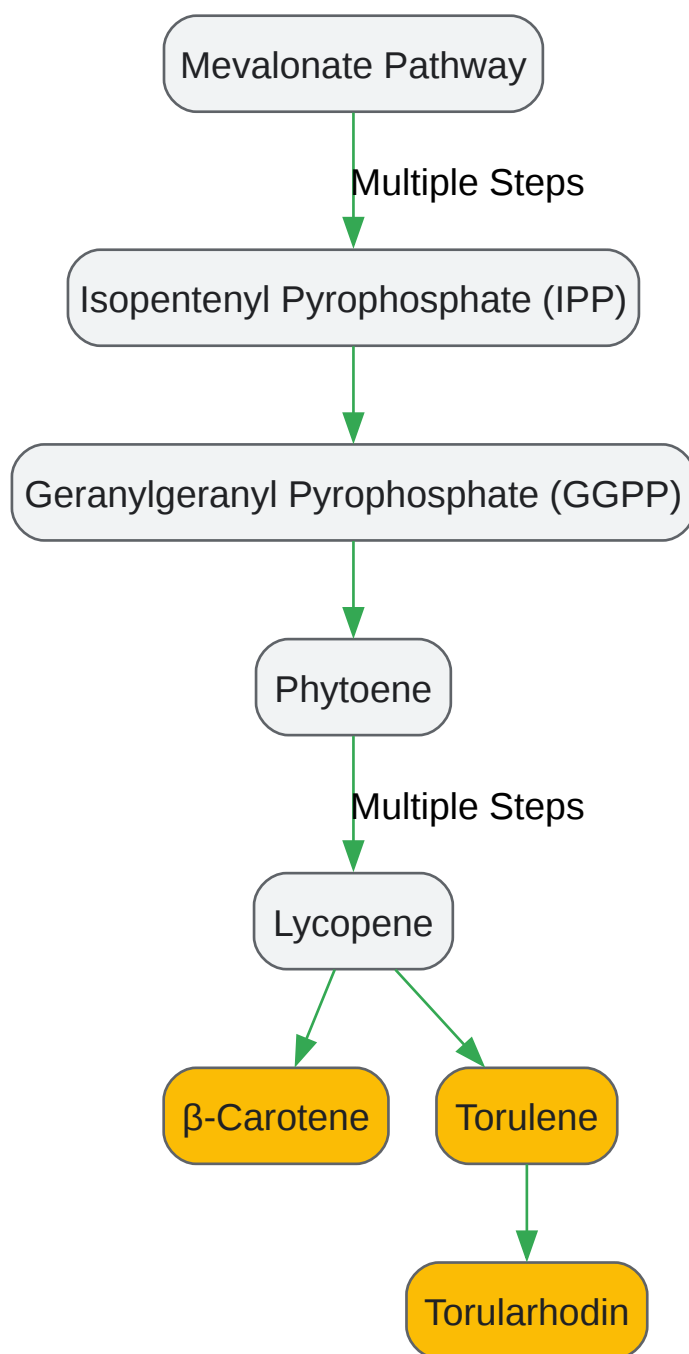 Mevalonate Pathway
Multiple Steps
Isopentenyl Pyrophosphate (IPP)
Geranylgeranyl Pyrophosphate (GGPP)
Phytoene
Multiple Steps
Lycopene
β-Carotene
Torulene
Torularhodin